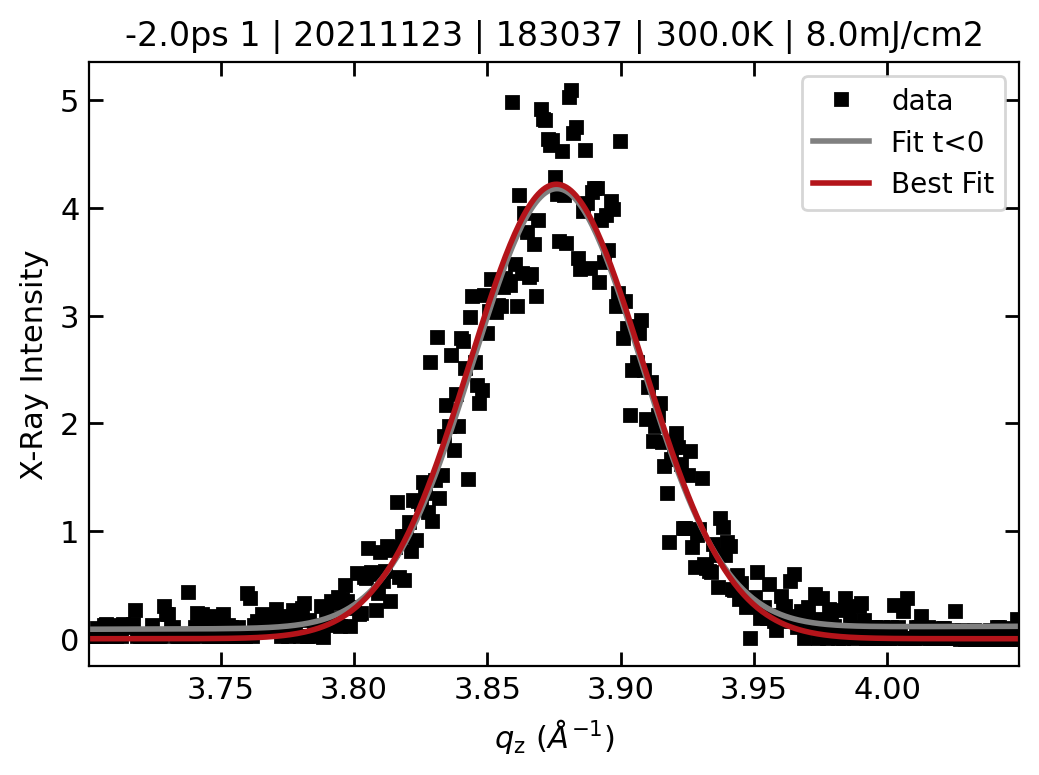 -2.0ps 1 | 20211123 | 183037 | 300.0K | 8.0mJ/cm2
data
Fit t<0
Best Fit
X-Ray Intensity
5
4
3
2
1
0
3.75 3.80 3.85 3.90 3.95 4.00
q_z (Å⁻¹)